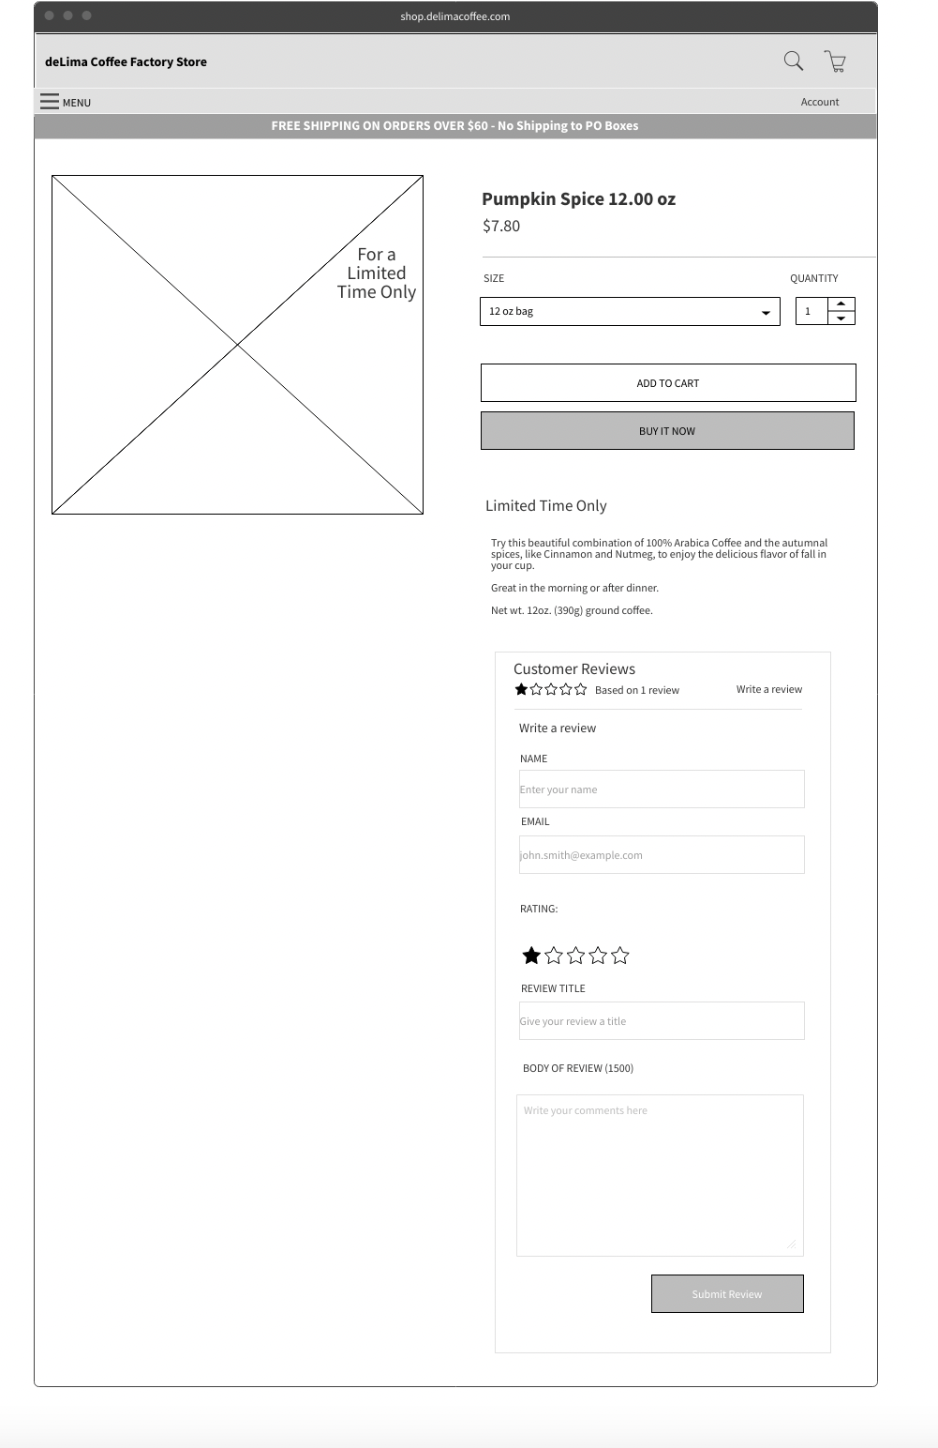 shop.delimacoffee.com
deLima Coffee Factory Store
MENU
Account
FREE SHIPPING ON ORDERS OVER $60 - No Shipping to PO Boxes
For a
Limited
Time Only
Pumpkin Spice 12.00 oz
$7.80
SIZE
QUANTITY
12 oz bag
1
ADD TO CART
BUY IT NOW
Limited Time Only
Try this beautiful combination of 100% Arabica Coffee and the autumnal
spices, like Cinnamon and Nutmeg, to enjoy the delicious flavor of fall in
your cup.
Great in the morning or after dinner.
Net wt. 12oz. (390g) ground coffee.
Customer Reviews
Based on 1 review
Write a review
Write a review
NAME
Enter your name
EMAIL
john.smith@example.com
RATING:
REVIEW TITLE
Give your review a title
BODY OF REVIEW (1500)
Write your comments here
Submit Review